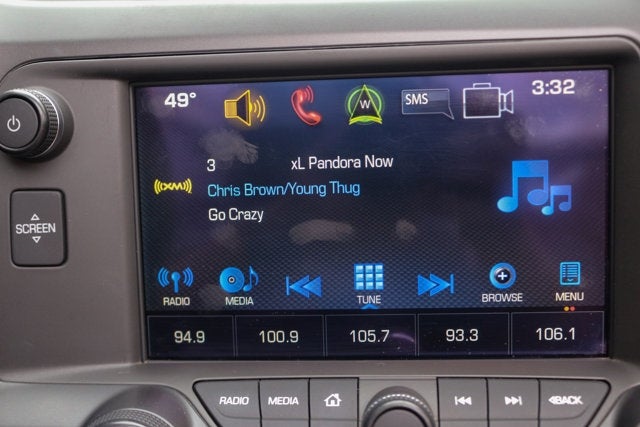 49° 3:32
W SMS
3 xL Pandora Now
((XM))
Chris Brown/Young Thug
Go Crazy
SCREEN
RADIO MEDIA TUNE BROWSE MENU
94.9 100.9 105.7 93.3 106.1
RADIO MEDIA BACK